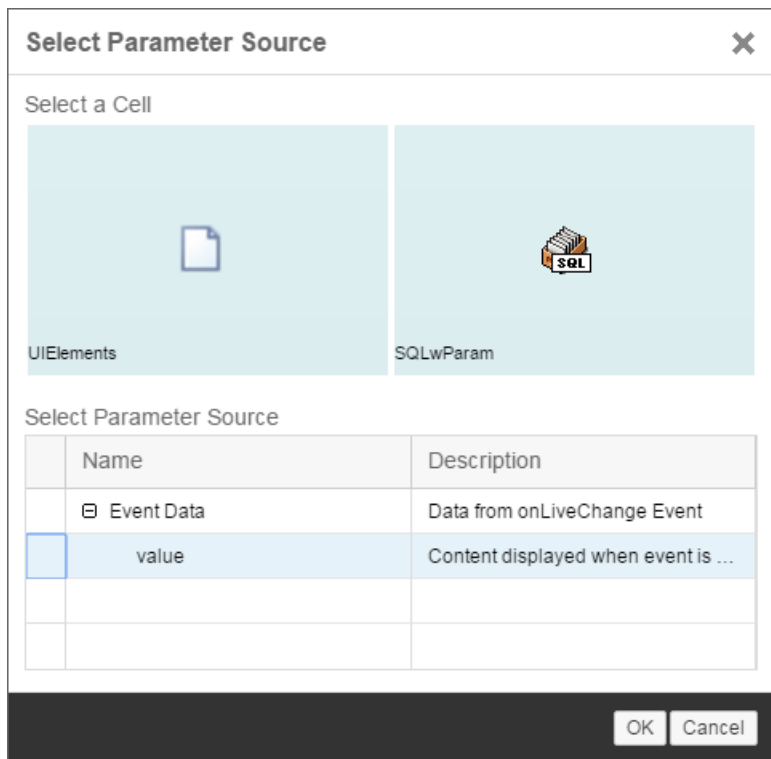 Select Parameter Source
Select a Cell
SQL
UIElements
SQLwParam
Select Parameter Source
Name Description
Event Data Data from onLiveChange Event
value Content displayed when event is ...
OK Cancel